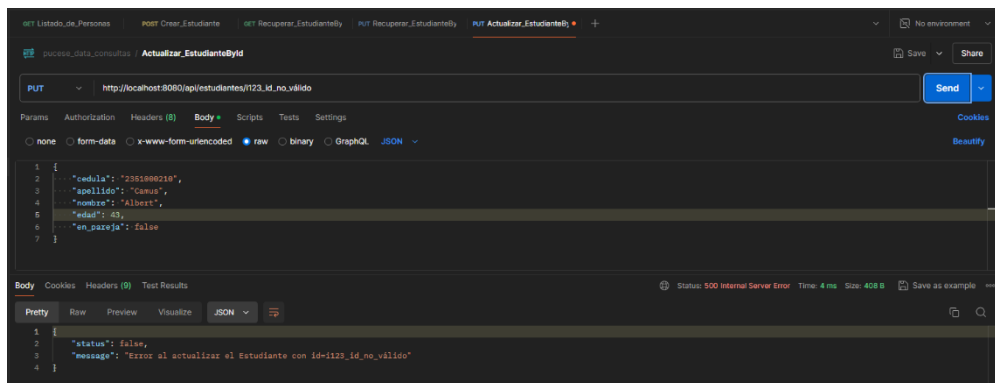 GET Listado_de_Personas POST Crear_Estudiante GET Recuperar_EstudianteBy PUT Recuperar_EstudianteBy PUT Actualizar_EstudianteBy No environment
pucese_data_consultas / Actualizar_EstudianteById Save Share
PUT http://localhost:8080/api/estudiantes/i123_id_no_válido Send
Params Authorization Headers (8) Body Scripts Tests Settings Cookies
none form-data x-www-form-urlencoded raw binary GraphQL JSON Beautify
1 {
2 "cedula": "2351000210",
3 "apellido": "Camus",
4 "nombre": "Albert",
5 "edad": 43,
6 "en_pareja": false
7 }
Body Cookies Headers (9) Test Results Status: 500 Internal Server Error Time: 4 ms Size: 408 B Save as example
Pretty Raw Preview Visualize JSON
1 {
2 "status": false,
3 "message": "Error al actualizar el Estudiante con id=i123_id_no_válido"
4 }